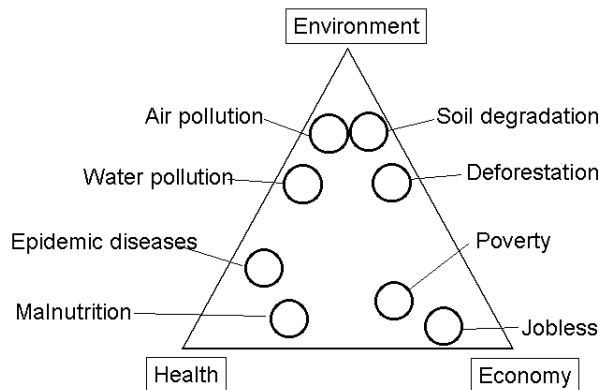 Environment
Air pollution
Soil degradation
Water pollution
Deforestation
Epidemic diseases
Poverty
Malnutrition
Jobless
Health
Economy